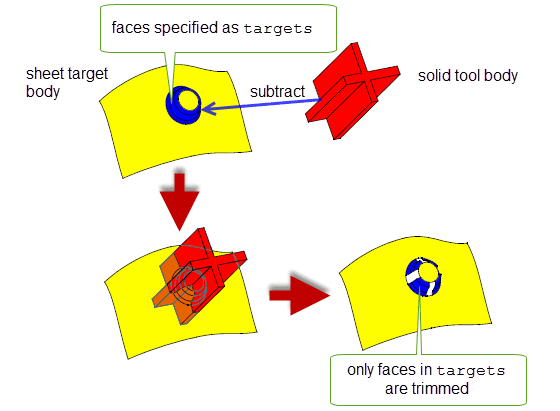 faces specified as targets
sheet target
body
subtract
solid tool body
only faces in targets
are trimmed